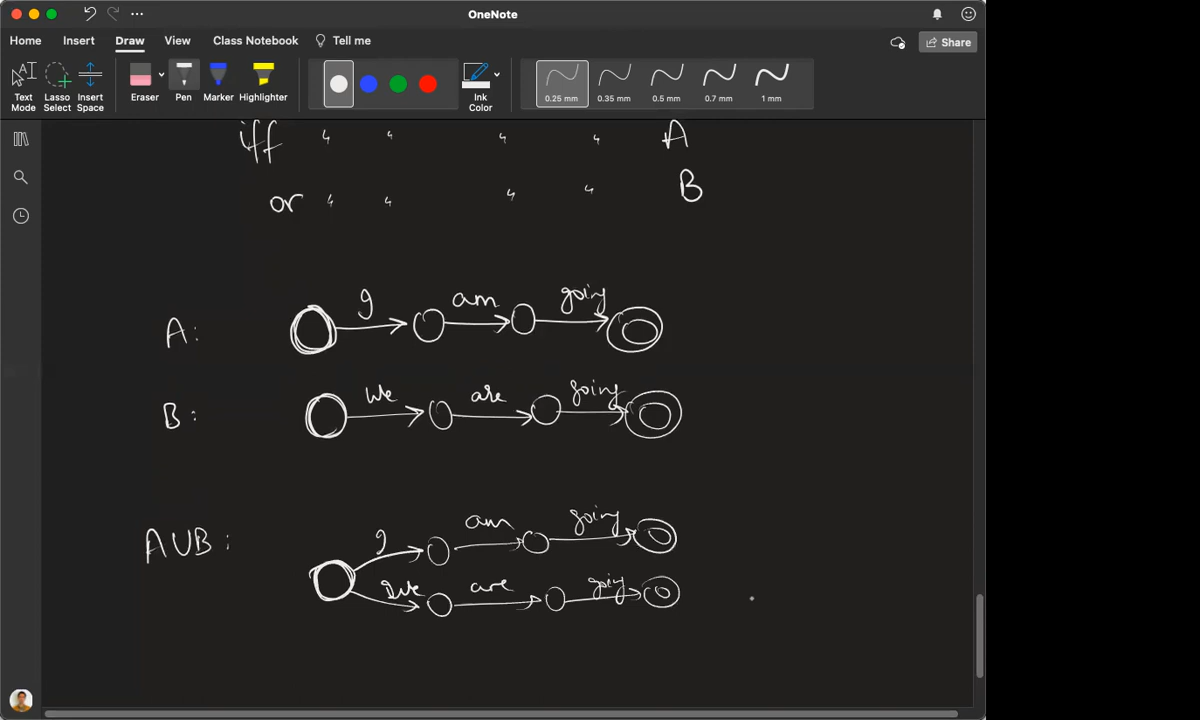 OneNote
Home Insert Draw View Class Notebook Tell me Share
Text Mode Lasso Select Insert Space Eraser Pen Marker Highlighter Ink Color 0.25 mm 0.35 mm 0.5 mm 0.7 mm 1 mm
iff " " " " A
or " " " " B
A: I am going
B: We are going
AUB: I am going
We are going